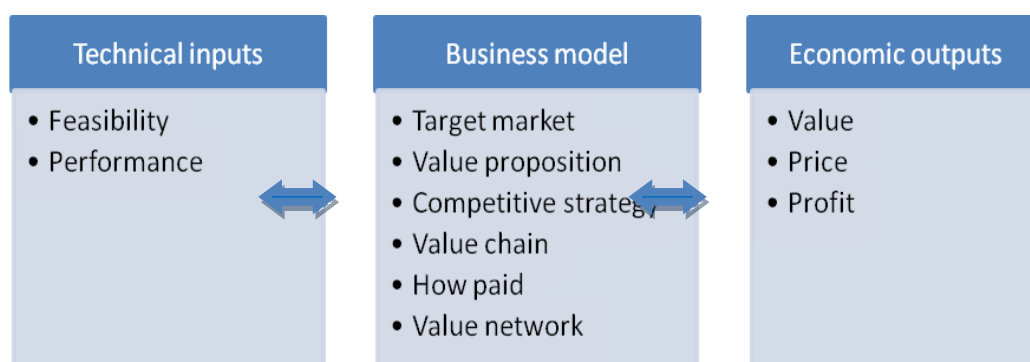 Technical inputs
• Feasibility
• Performance
Business model
• Target market
• Value proposition
• Competitive strategy
• Value chain
• How paid
• Value network
Economic outputs
• Value
• Price
• Profit